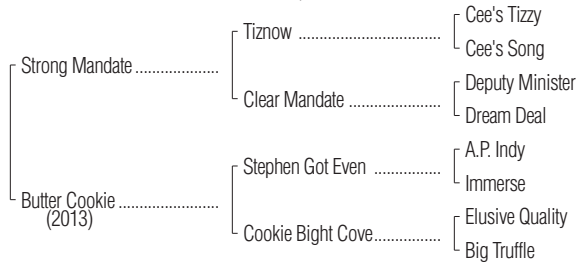 Cee's Tizzy
Tiznow ....................................
Cee's Song
Strong Mandate .....................
Deputy Minister
Clear Mandate .......................
Dream Deal
A.P. Indy
Stephen Got Even ................
Immerse
Butter Cookie .........................
(2013)
Elusive Quality
Cookie Bight Cove.................
Big Truffle